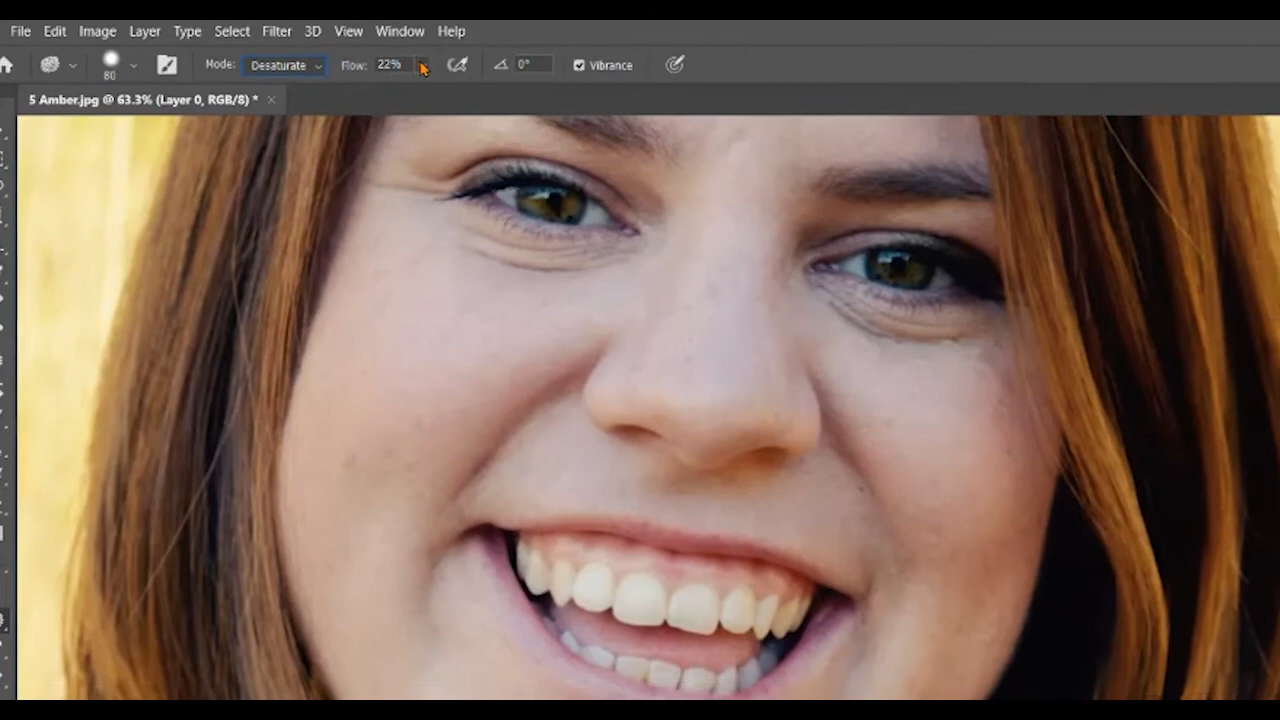 File Edit Image Layer Type Select Filter 3D View Window Help
80 Mode: Desaturate Flow: 22% 0° Vibrance
5 Amber.jpg @ 63.3% (Layer 0, RGB/8) * ×